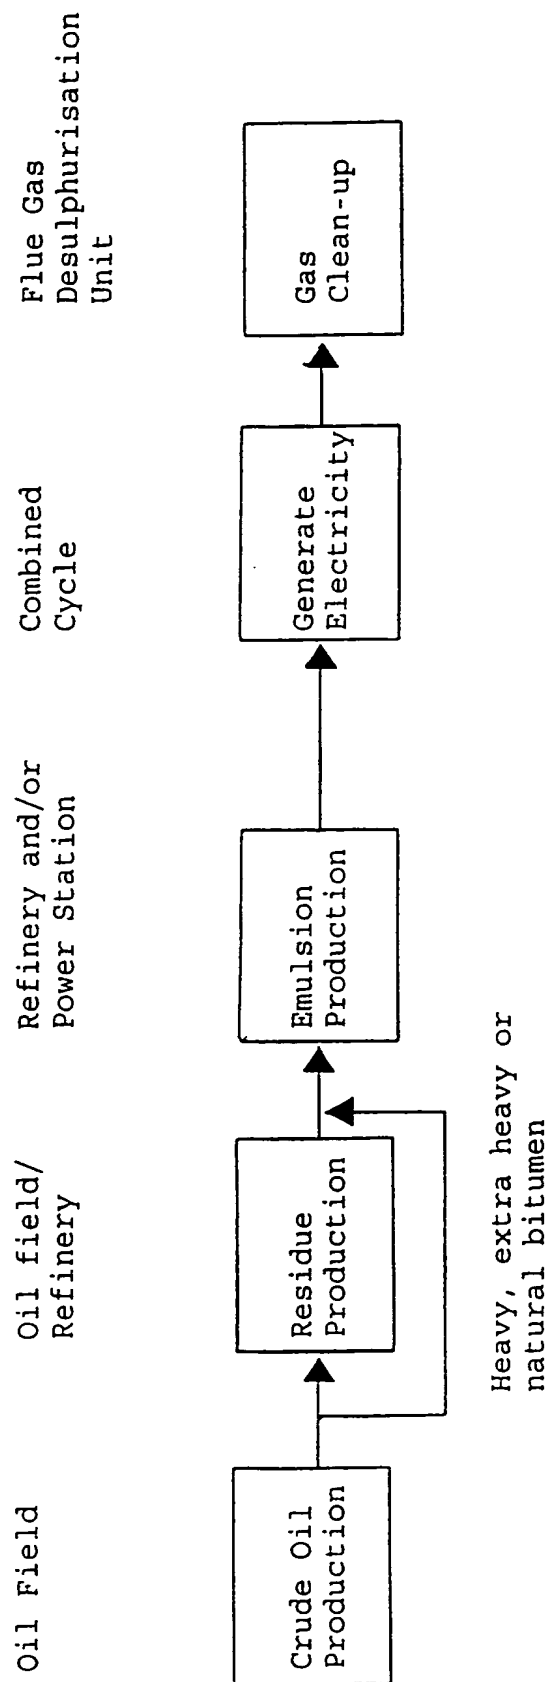 Oil Field
Oil field/
Refinery
Refinery and/or
Power Station
Combined
Cycle
Flue Gas
Desulphurisation
Unit
Crude Oil
Production
Residue
Production
Emulsion
Production
Generate
Electricity
Gas
Clean-up
Heavy, extra heavy or
natural bitumen